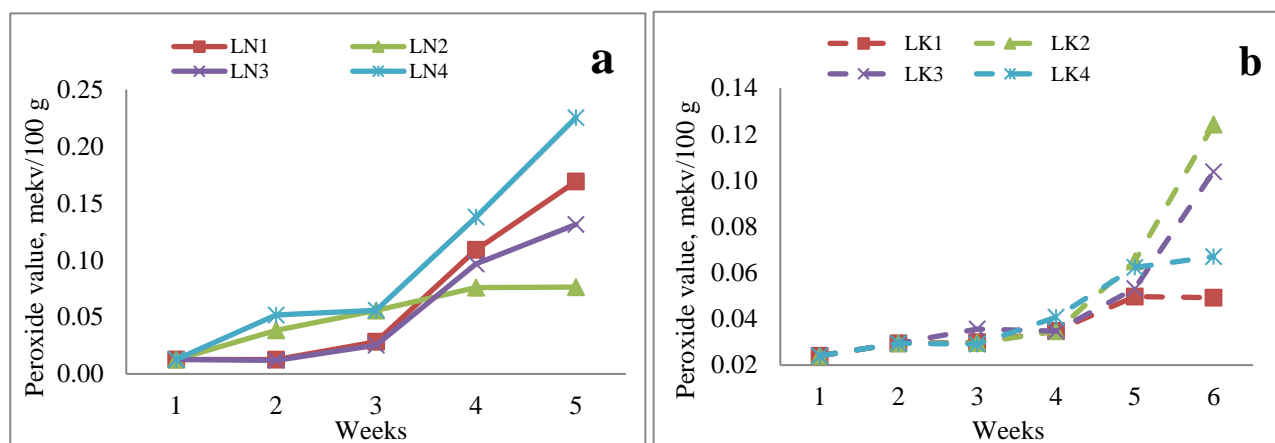 LN1 LN2
LN3 LN4
a
0.25
0.20
0.15
0.10
0.05
0.00
Peroxide value, mekv/100 g
1 2 3 4 5
Weeks
LK1 LK2
LK3 LK4
b
0.14
0.12
0.10
0.08
0.06
0.04
0.02
Peroxide value, mekv/100 g
1 2 3 4 5 6
Weeks